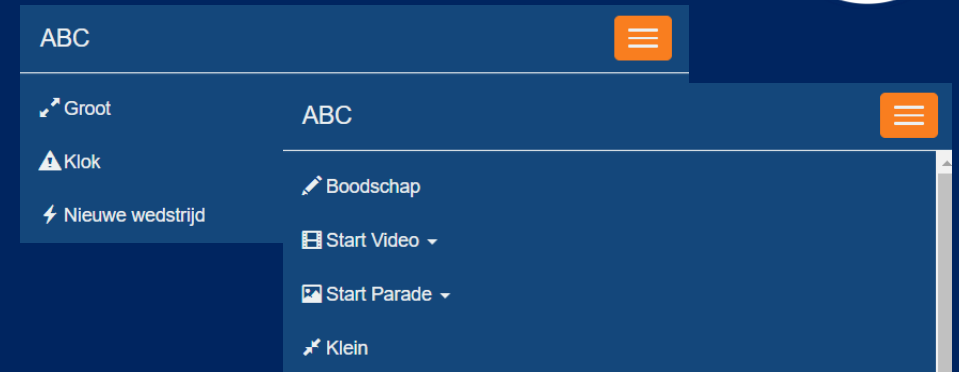 ABC
Groot
Klok
Nieuwe wedstrijd
ABC
Boodschap
Start Video
Start Parade
Klein